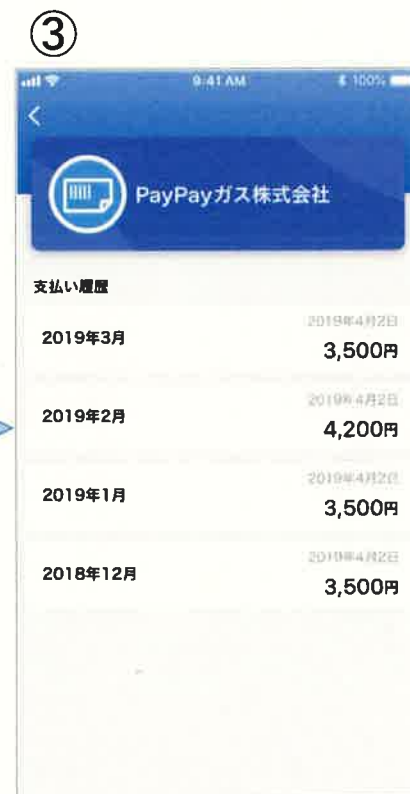 ③
9:41 AM
100%
PayPayガス株式会社
支払い履歴
2019年4月2日
2019年3月
3,500円
2019年4月2日
2019年2月
4,200円
2019年4月2日
2019年1月
3,500円
2019年4月2日
2018年12月
3,500円